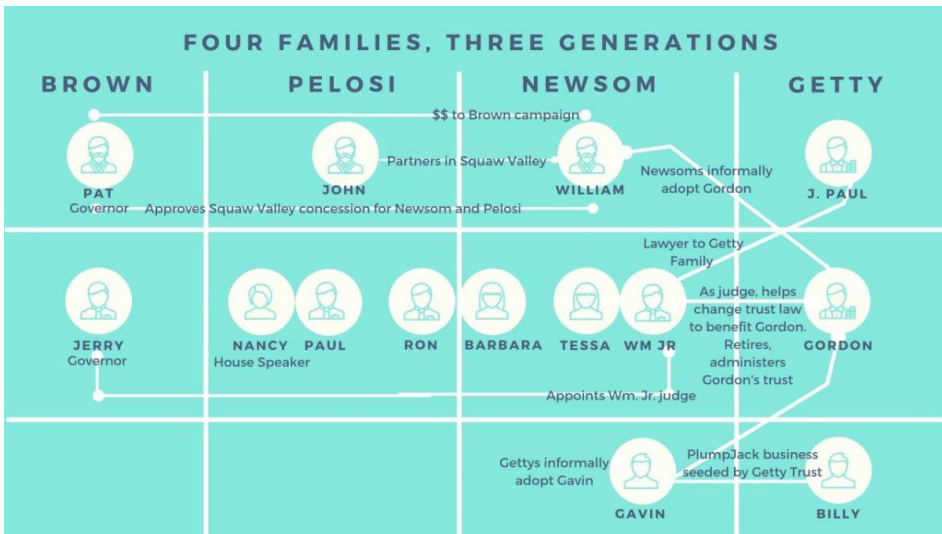 FOUR FAMILIES, THREE GENERATIONS
BROWN
PELOSI
NEWSOM
GETTY
$$ to Brown campaign
Partners in Squaw Valley
PAT
Governor
JOHN
WILLIAM
Newsoms informally
adopt Gordon
J. PAUL
Approves Squaw Valley concession for Newsom and Pelosi
Lawyer to Getty
Family
JERRY
Governor
NANCY
House Speaker
PAUL
RON
BARBARA
TESSA
WM JR
As judge, helps
change trust law
to benefit Gordon.
Retires,
administers
Gordon's trust
GORDON
Appoints Wm. Jr. judge
Gettys informally
adopt Gavin
GAVIN
PlumpJack business
seeded by Getty Trust
BILLY